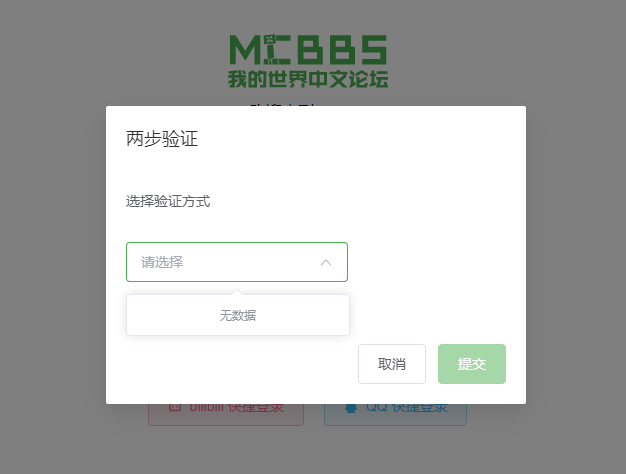 MCBBS
我的世界中文论坛
两步验证
选择验证方式
请选择
无数据
取消
提交
bilibili 快捷登录
QQ 快捷登录